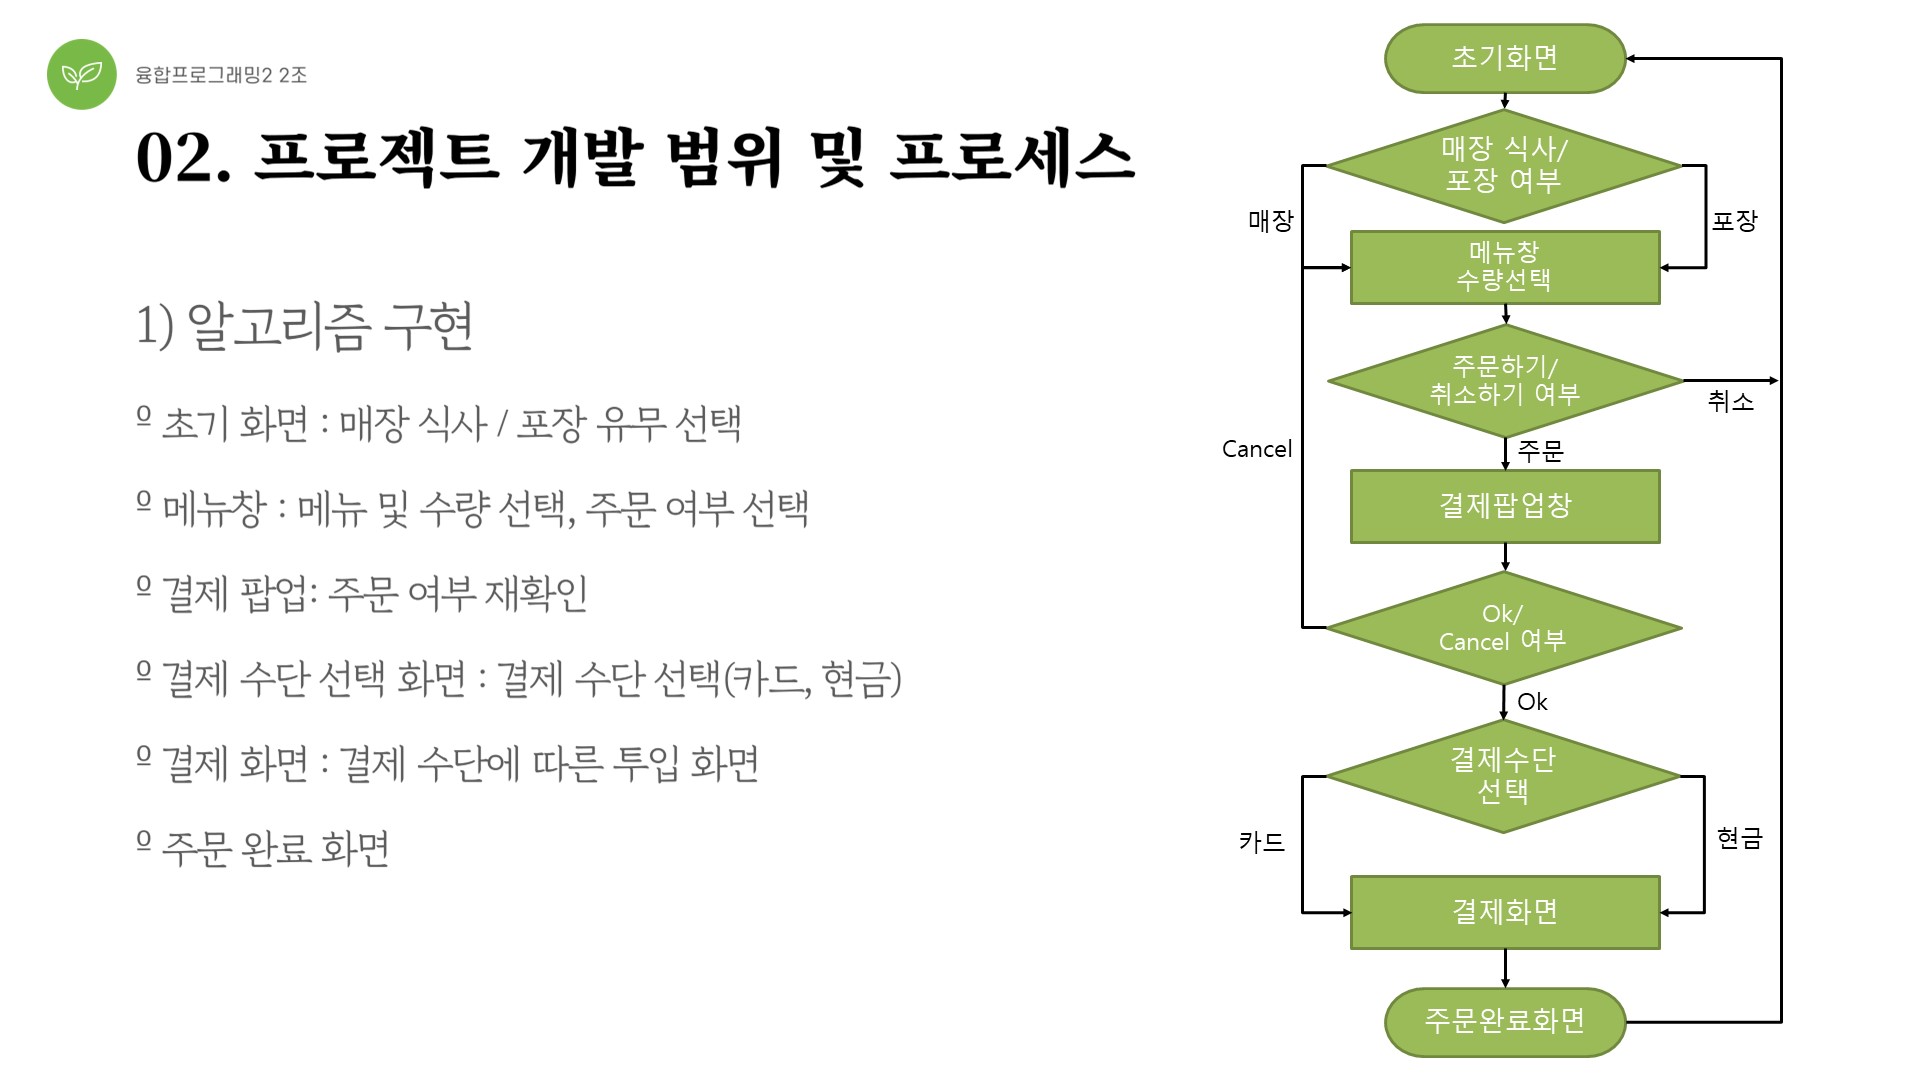 융합프로그래밍2 2조
02. 프로젝트 개발 범위 및 프로세스
1) 알고리즘 구현
º 초기 화면 : 매장 식사 / 포장 유무 선택
º 메뉴창 : 메뉴 및 수량 선택, 주문 여부 선택
º 결제 팝업: 주문 여부 재확인
º 결제 수단 선택 화면 : 결제 수단 선택(카드, 현금)
º 결제 화면 : 결제 수단에 따른 투입 화면
º 주문 완료 화면
초기화면
매장 식사/
포장 여부
매장
포장
메뉴창
수량선택
주문하기/
취소하기 여부
취소
Cancel
주문
결제팝업창
Ok/
Cancel 여부
Ok
결제수단
선택
카드
현금
결제화면
주문완료화면